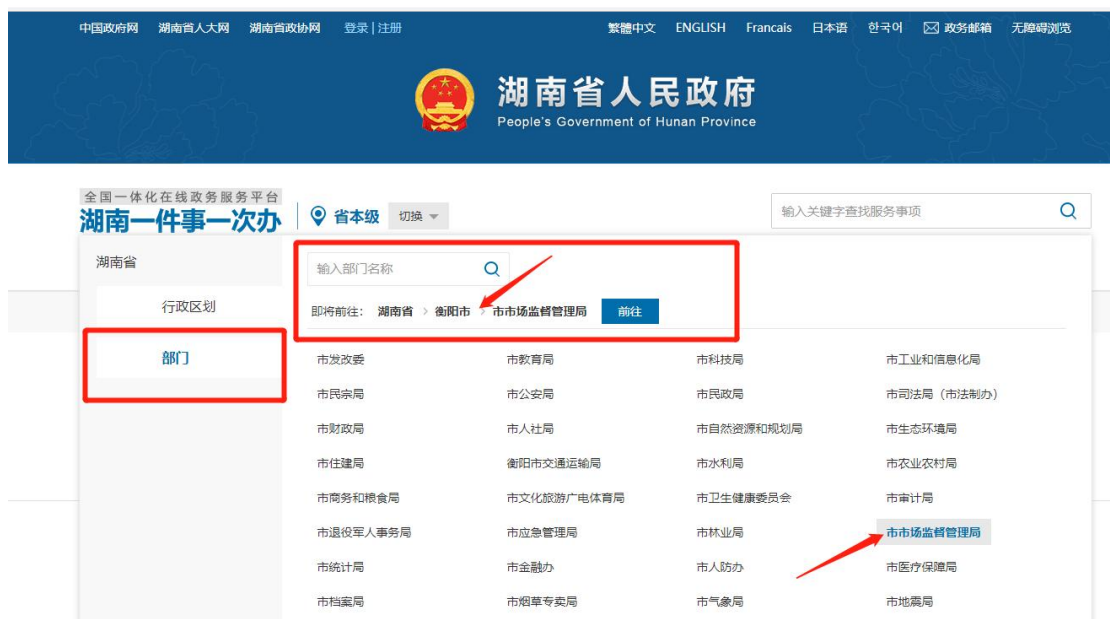 中国政府网 湖南省人大网 湖南省政协网 登录 | 注册 繁體中文 ENGLISH Francais 日本语 한국어 政务邮箱 无障碍浏览
湖南省人民政府
People's Government of Hunan Province
全国一体化在线政务服务平台
湖南一件事一次办 省本级 切换 输入关键字查找服务事项
湖南省 输入部门名称
行政区划 即将前往： 湖南省 > 衡阳市 > 市市场监督管理局 前往
部门 市发改委 市教育局 市科技局 市工业和信息化局
市民宗局 市公安局 市民政局 市司法局（市法制办）
市财政局 市人社局 市自然资源和规划局 市生态环境局
市住建局 衡阳市交通运输局 市水利局 市农业农村局
市商务和粮食局 市文化旅游广电体育局 市卫生健康委员会 市审计局
市退役军人事务局 市应急管理局 市林业局 市市场监督管理局
市统计局 市金融办 市人防办 市医疗保障局
市档案局 市烟草专卖局 市气象局 市地震局